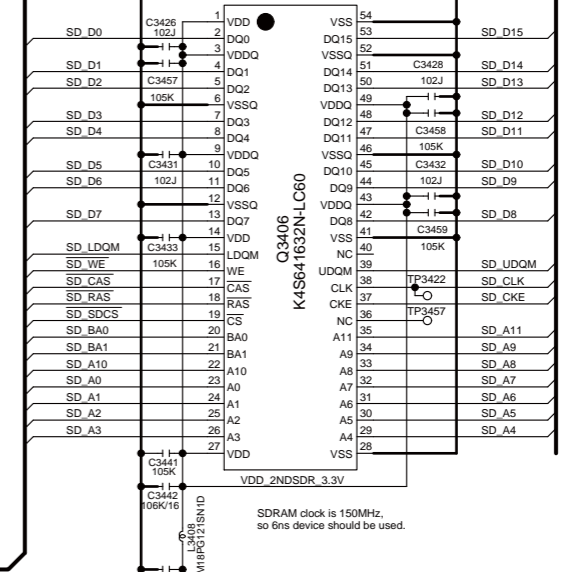 C3426 1 VDD VSS 54
SD_D0 102J 2 DQ0 DQ15 53 SD_D15
3 VDDQ VSSQ 52
SD_D1 4 DQ1 DQ14 51 C3428 SD_D14
SD_D2 C3457 5 DQ2 DQ13 50 102J SD_D13
105K 6 VSSQ VDDQ 49
SD_D3 7 DQ3 DQ12 48 SD_D12
SD_D4 8 DQ4 DQ11 47 C3458 SD_D11
9 VDDQ VSSQ 46 105K
SD_D5 C3431 10 DQ5 DQ10 45 C3432 SD_D10
SD_D6 102J 11 DQ6 DQ9 44 102J SD_D9
12 VSSQ VDDQ 43
SD_D7 13 DQ7 DQ8 42 SD_D8
14 VDD VSS 41 C3459
SD_LDQM C3433 15 LDQM NC 40 105K
SD_WE 105K 16 WE UDQM 39 SD_UDQM
SD_CAS 17 CAS CLK 38 TP3422 SD_CLK
SD_RAS 18 RAS CKE 37 SD_CKE
SD_SDCS 19 CS NC 36 TP3457
SD_BA0 20 BA0 A11 35 SD_A11
SD_BA1 21 BA1 A9 34 SD_A9
SD_A10 22 A10 A8 33 SD_A8
SD_A0 23 A0 A7 32 SD_A7
SD_A1 24 A1 A6 31 SD_A6
SD_A2 25 A2 A5 30 SD_A5
SD_A3 26 A3 A4 29 SD_A4
27 VDD VSS 28
Q3406
K4S641632N-LC60
C3441
105K
C3442
106K/16
VDD_2NDSDR_3.3V
L3408
M18PG121SN1D
SDRAM clock is 150MHz,
so 6ns device should be used.